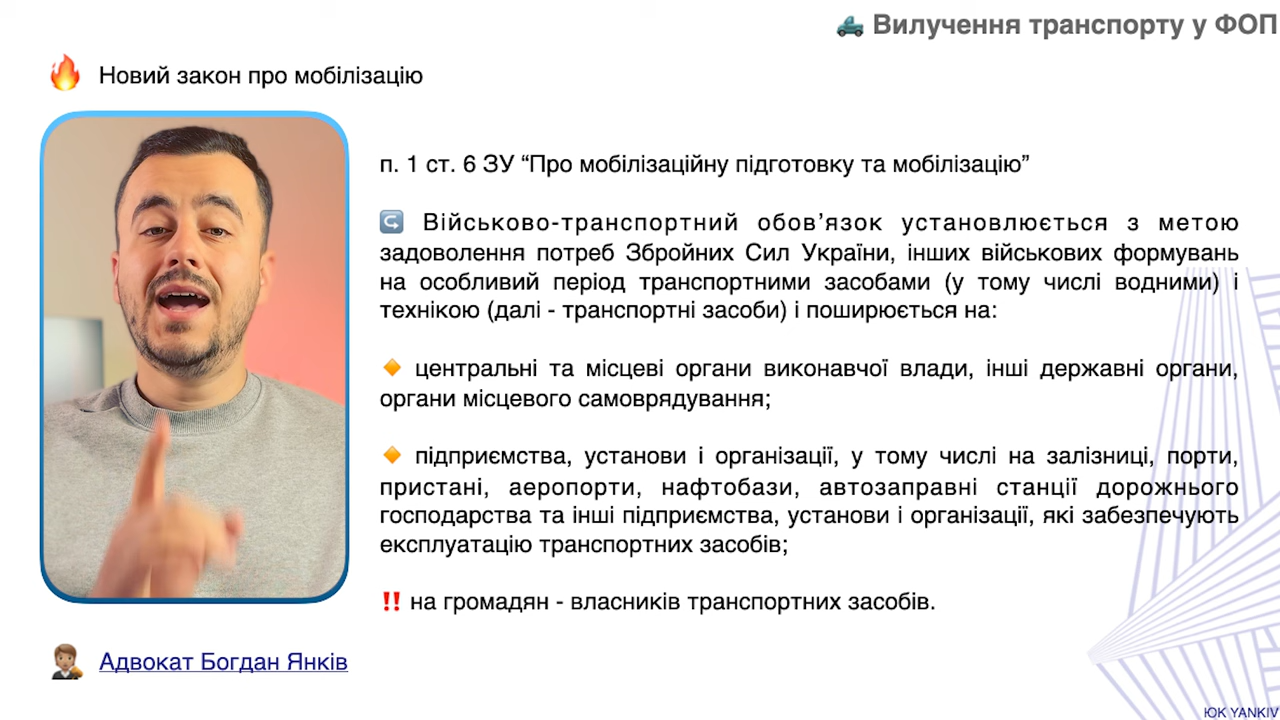 Вилучення транспорту у ФОП
Новий закон про мобілізацію
п. 1 ст. 6 ЗУ “Про мобілізаційну підготовку та мобілізацію”
Військово-транспортний обов’язок установлюється з метою
задоволення потреб Збройних Сил України, інших військових формувань
на особливий період транспортними засобами (у тому числі водними) і
технікою (далі - транспортні засоби) і поширюється на:
центральні та місцеві органи виконавчої влади, інші державні органи,
органи місцевого самоврядування;
підприємства, установи і організації, у тому числі на залізниці, порти,
пристані, аеропорти, нафтобази, автозаправні станції дорожнього
господарства та інші підприємства, установи і організації, які забезпечують
експлуатацію транспортних засобів;
‼ на громадян - власників транспортних засобів.
Адвокат Богдан Янків
ЮК YANKIV